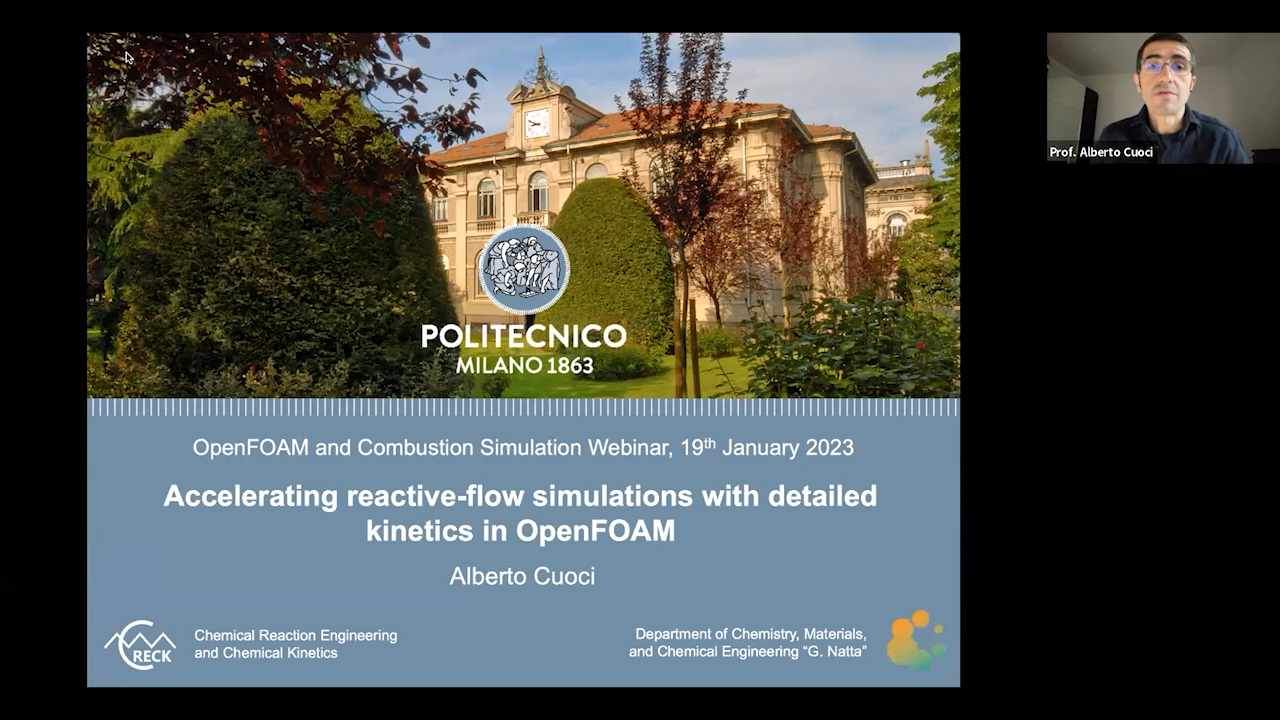 Prof. Alberto Cuoci
POLITECNICO
MILANO 1863
OpenFOAM and Combustion Simulation Webinar, 19th January 2023
Accelerating reactive-flow simulations with detailed
kinetics in OpenFOAM
Alberto Cuoci
CRECK
Chemical Reaction Engineering
and Chemical Kinetics
Department of Chemistry, Materials,
and Chemical Engineering “G. Natta”